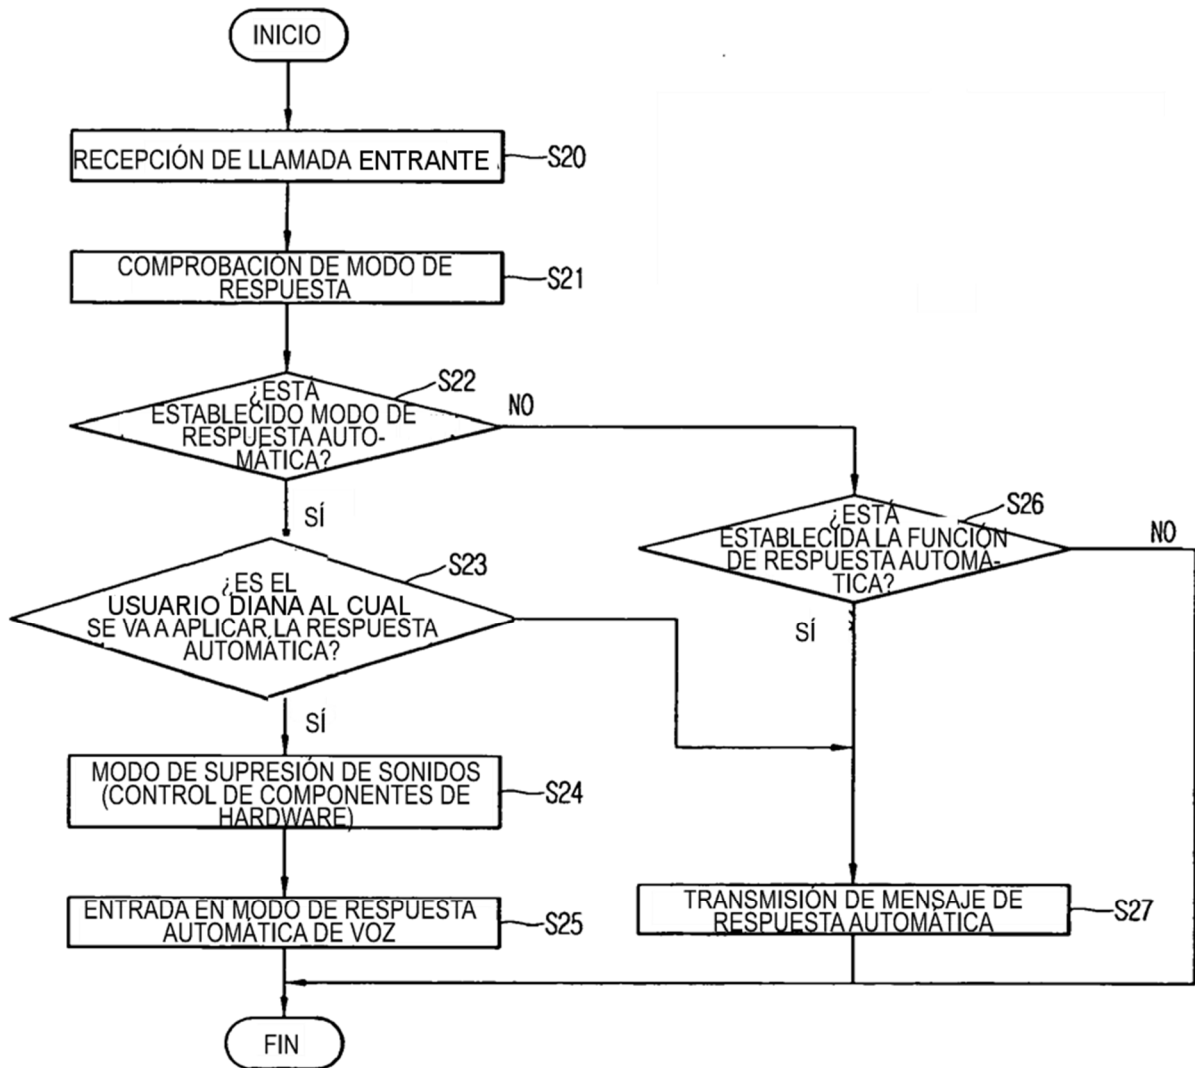 INICIO
RECEPCIÓN DE LLAMADA ENTRANTE
S20
COMPROBACIÓN DE MODO DE
RESPUESTA
S21
¿ESTÁ
ESTABLECIDO MODO DE
RESPUESTA AUTO-
MÁTICA?
S22
NO
SÍ
¿ESTÁ
ESTABLECIDA LA FUNCIÓN
DE RESPUESTA AUTOMA-
TICA?
S26
NO
SÍ
¿ES EL
USUARIO DIANA AL CUAL
SE VA A APLICAR LA RESPUESTA
AUTOMÁTICA?
S23
SÍ
MODO DE SUPRESIÓN DE SONIDOS
(CONTROL DE COMPONENTES DE
HARDWARE)
S24
ENTRADA EN MODO DE RESPUESTA
AUTOMÁTICA DE VOZ
S25
TRANSMISIÓN DE MENSAJE DE
RESPUESTA AUTOMÁTICA
S27
FIN